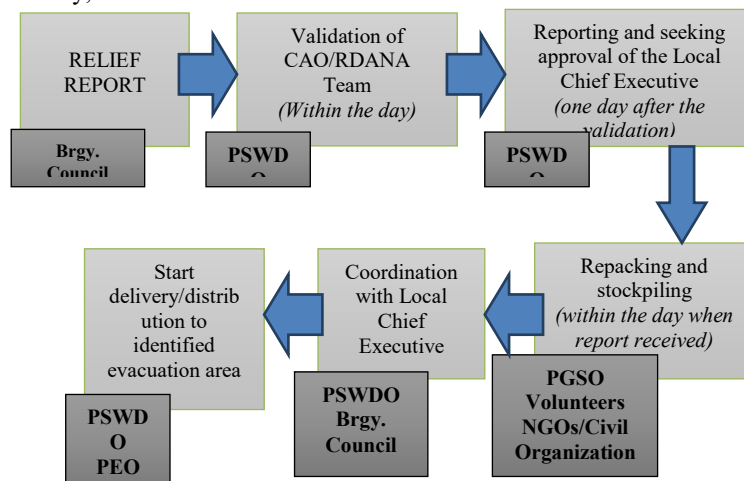 RELIEF
REPORT
Brgy.
Council
Validation of
CAO/RDANA
Team
(Within the day)
PSWD
O
Reporting and seeking
approval of the Local
Chief Executive
(one day after the
validation)
PSWD
O
Repacking and
stockpiling
(within the day when
report received)
PGSO
Volunteers
NGOs/Civil
Organization
Coordination
with Local
Chief
Executive
PSWDO
Brgy.
Council
Start
delivery/distrib
ution to
identified
evacuation area
PSWD
O
PEO